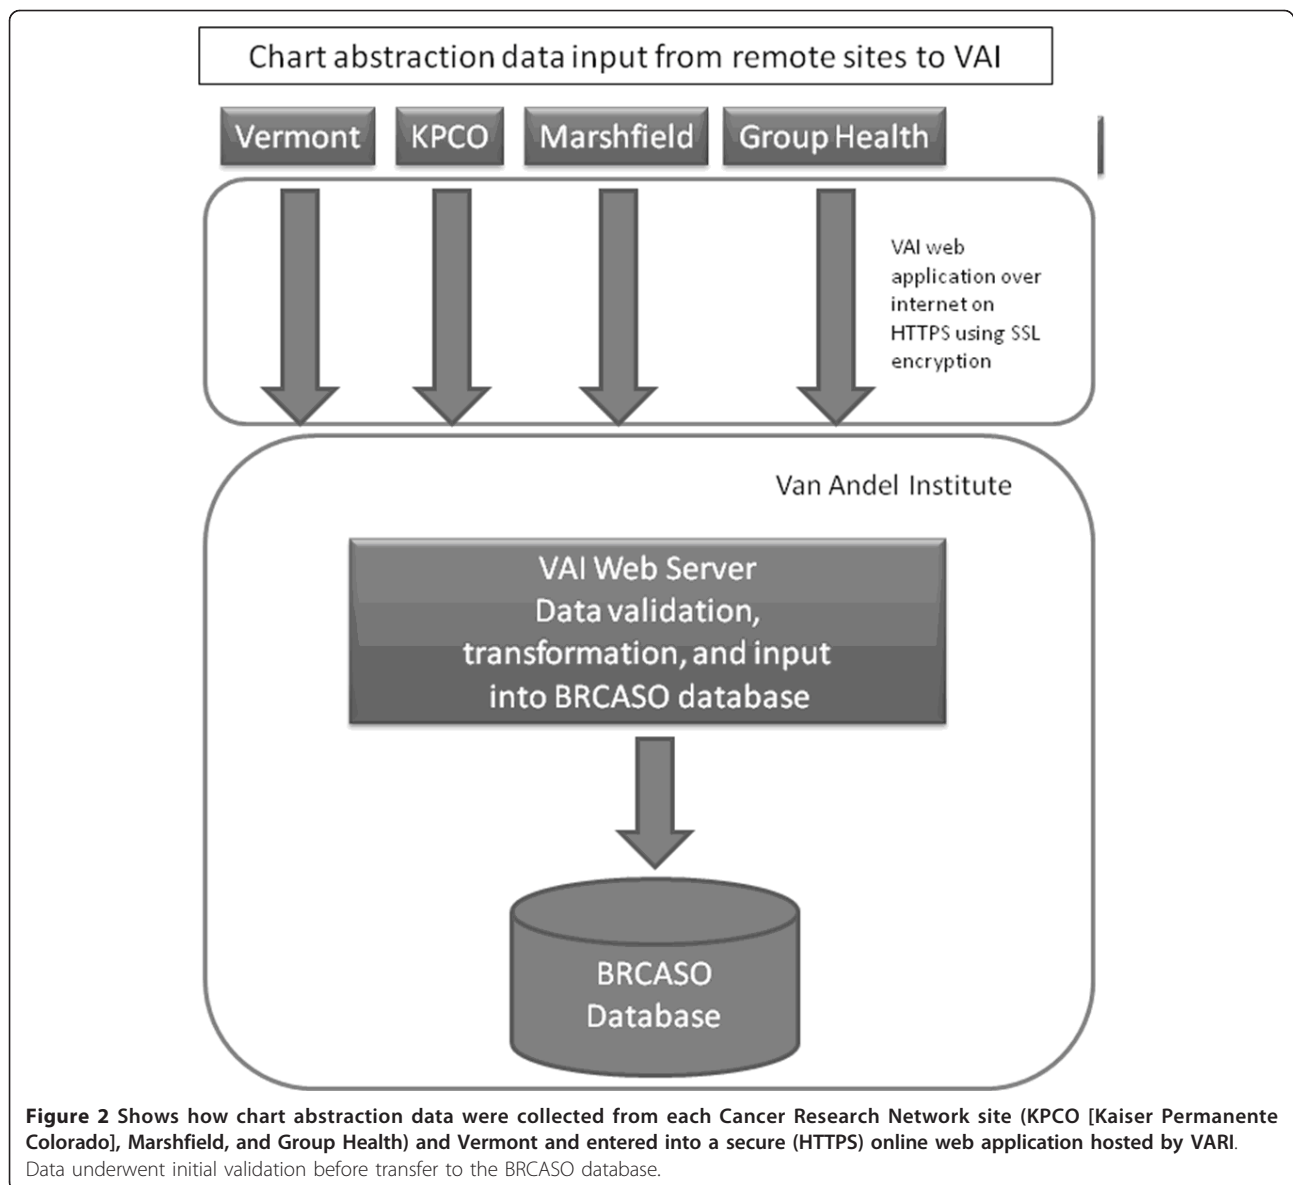 Chart abstraction data input from remote sites to VAI
Vermont
KPCO
Marshfield
Group Health
VAI web
application over
internet on
HTTPS using SSL
encryption
Van Andel Institute
VAI Web Server
Data validation,
transformation, and input
into BRCASO database
BRCASO
Database
Figure 2 Shows how chart abstraction data were collected from each Cancer Research Network site (KPCO [Kaiser Permanente
Colorado], Marshfield, and Group Health) and Vermont and entered into a secure (HTTPS) online web application hosted by VARI.
Data underwent initial validation before transfer to the BRCASO database.